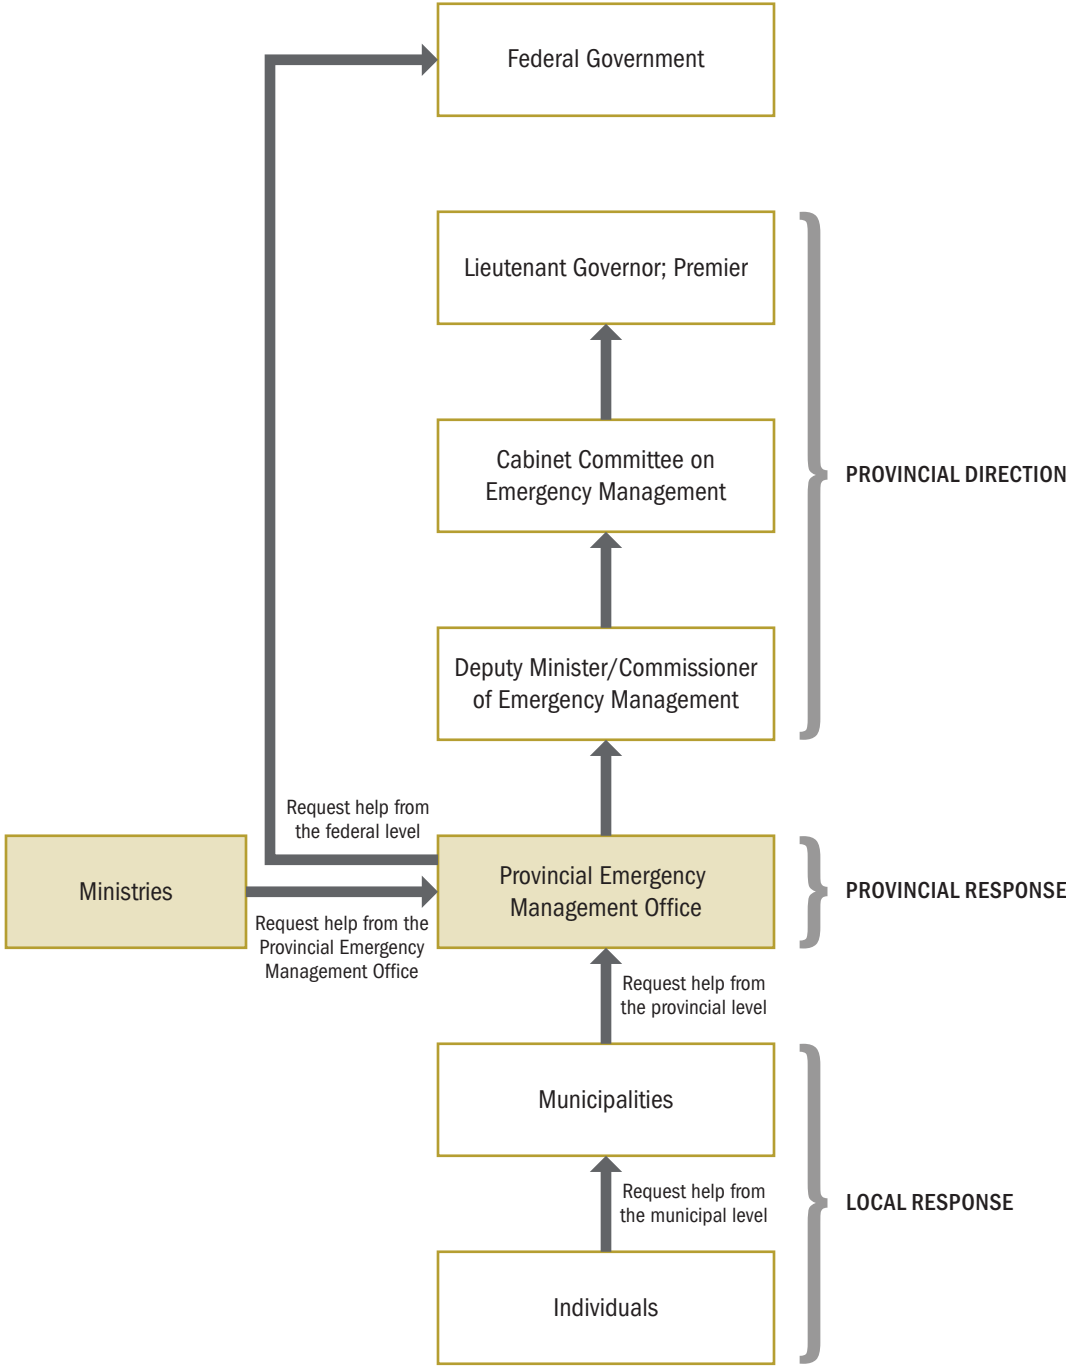 Federal Government
Lieutenant Governor; Premier
Cabinet Committee on
Emergency Management
PROVINCIAL DIRECTION
Deputy Minister/Commissioner
of Emergency Management
Request help from
the federal level
Ministries
Provincial Emergency
Management Office
PROVINCIAL RESPONSE
Request help from the
Provincial Emergency
Management Office
Request help from
the provincial level
Municipalities
Request help from
the municipal level
LOCAL RESPONSE
Individuals